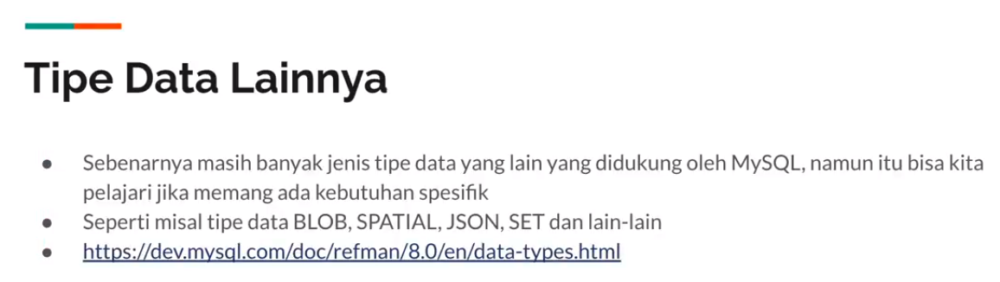 Tipe Data Lainnya
● Sebenarnya masih banyak jenis tipe data yang lain yang didukung oleh MySQL, namun itu bisa kita
pelajari jika memang ada kebutuhan spesifik
● Seperti misal tipe data BLOB, SPATIAL, JSON, SET dan lain-lain
● https://dev.mysql.com/doc/refman/8.0/en/data-types.html